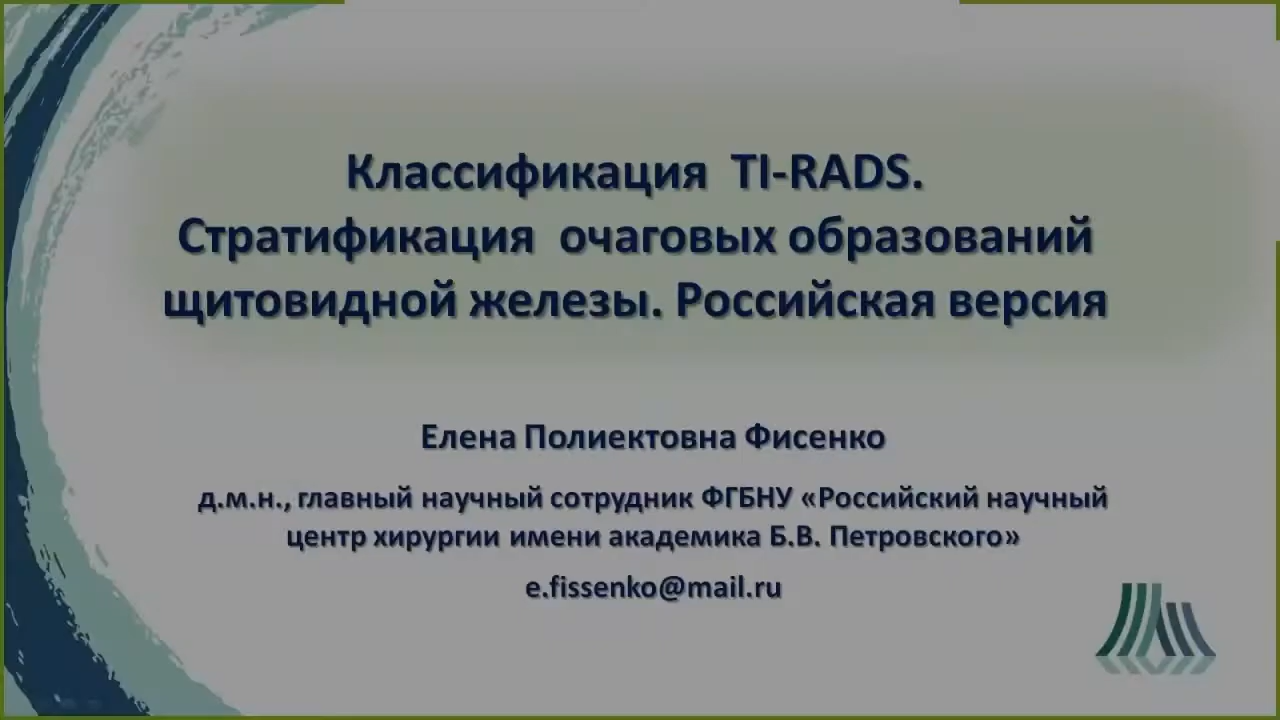 Классификация TI-RADS.
Стратификация очаговых образований
щитовидной железы. Российская версия
Елена Полиектовна Фисенко
д.м.н., главный научный сотрудник ФГБНУ «Российский научный
центр хирургии имени академика Б.В. Петровского»
e.fissenko@mail.ru